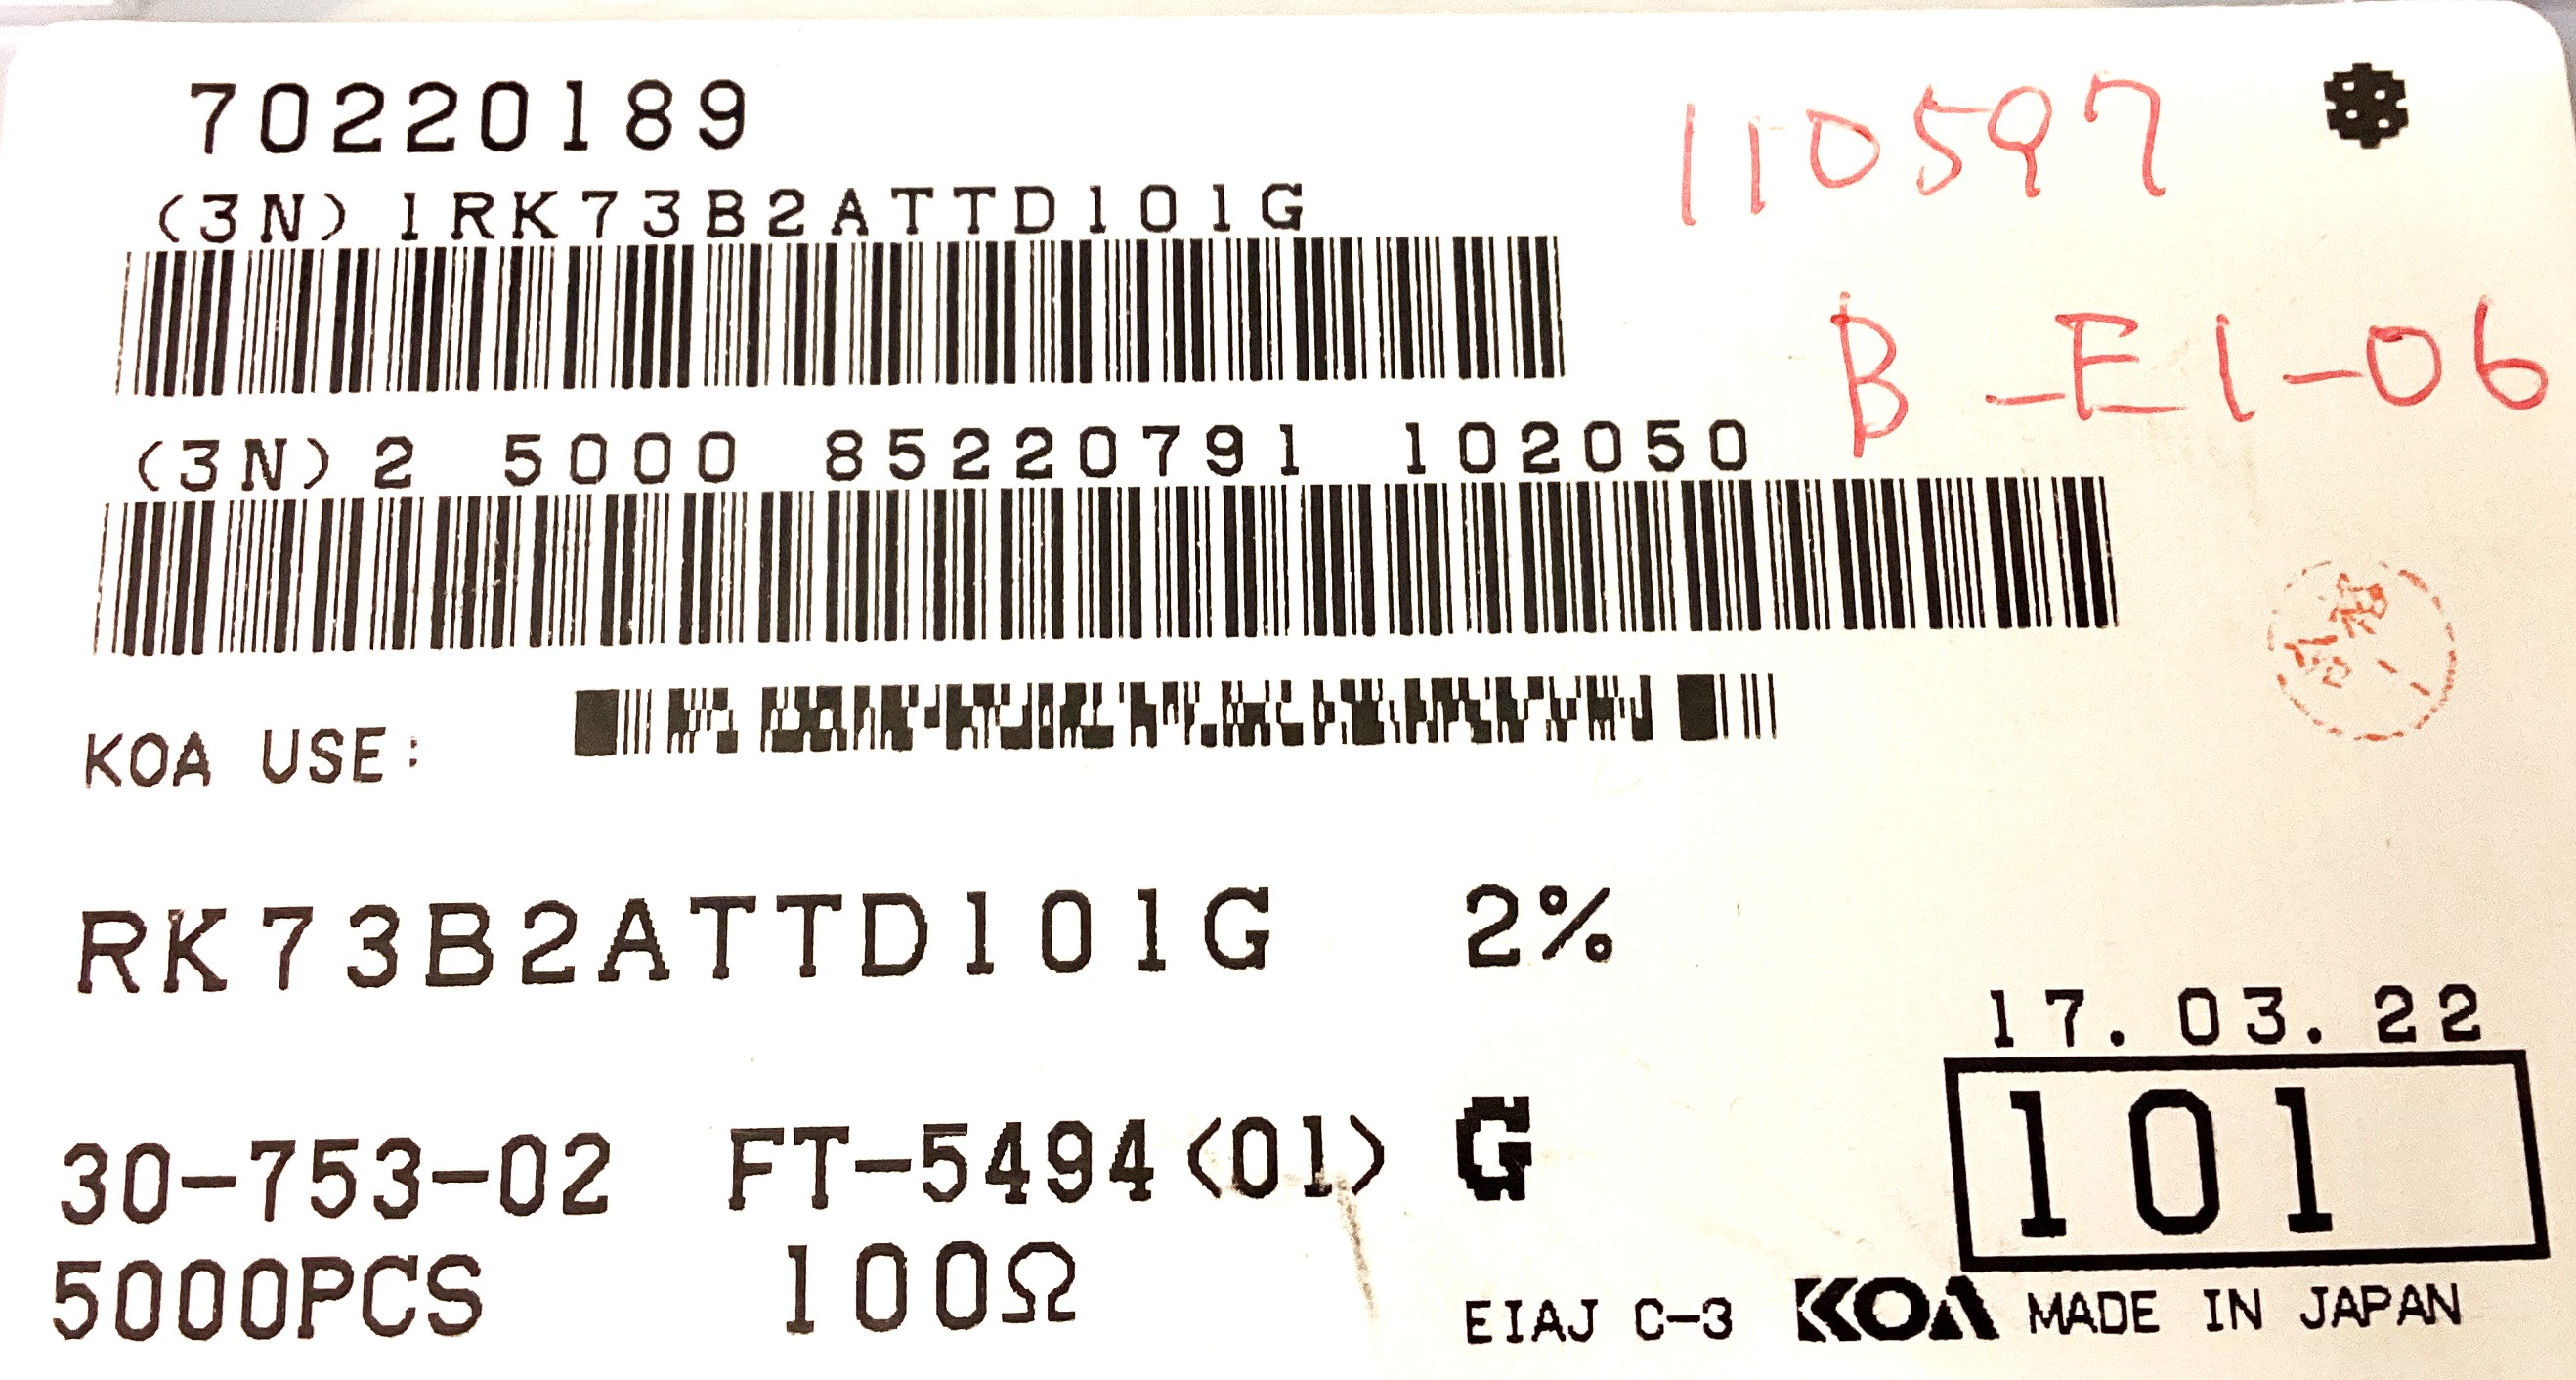 70220189
110597
(3N)1RK73B2ATTD101G
B-E1-06
(3N)2 5000 85220791 102050
KOA USE:
RK73B2ATTD101G 2%
17.03.22
30-753-02 FT-5494(01) G
101
5000PCS 100Ω
EIAJ C-3 KOA MADE IN JAPAN